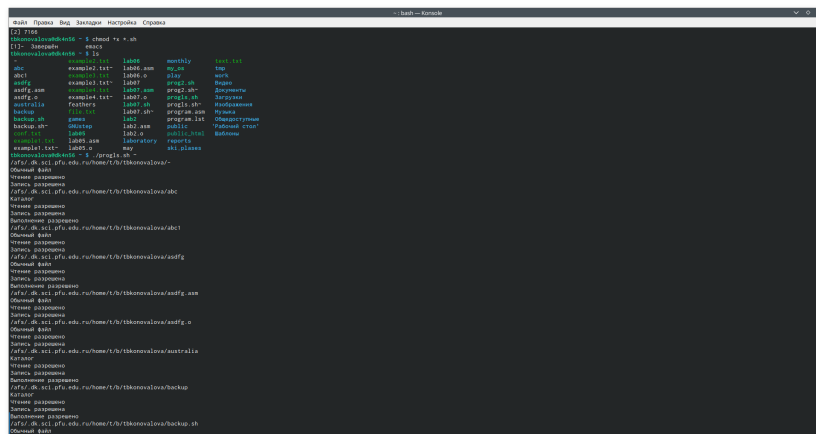 ~ : bash — Konsole
Файл Правка Вид Закладки Настройка Справка
[2] 7166
tbkonovalova@dk4n56 ~ $ chmod +x *.sh
[1]- Завершён emacs
tbkonovalova@dk4n56 ~ $ ls
~ example2.txt lab06 monthly text.txt
abc example2.txt~ lab06.asm my_os tmp
abc1 example3.txt lab06.o play work
asdfg example3.txt~ lab07 prog2.sh Видео
asdfg.asm example4.txt lab07.asm prog2.sh~ Документы
asdfg.o example4.txt~ lab07.o progls.sh Загрузки
australia feathers lab07.sh progls.sh~ Изображения
backup file.txt lab07.sh~ program.asm Музыка
backup.sh games lab2 program.lst Общедоступные
backup.sh~ GNUstep lab2.asm public 'Рабочий стол'
conf.txt lab05 lab2.o public_html Шаблоны
example1.txt lab05.asm laboratory reports
example1.txt~ lab05.o may ski.plases
tbkonovalova@dk4n56 ~ $ ./progls.sh ~
/afs/.dk.sci.pfu.edu.ru/home/t/b/tbkonovalova/~
Обычный файл
Чтение разрешено
Запись разрешена
/afs/.dk.sci.pfu.edu.ru/home/t/b/tbkonovalova/abc
Каталог
Чтение разрешено
Запись разрешена
Выполнение разрешено
/afs/.dk.sci.pfu.edu.ru/home/t/b/tbkonovalova/abc1
Обычный файл
Чтение разрешено
Запись разрешена
/afs/.dk.sci.pfu.edu.ru/home/t/b/tbkonovalova/asdfg
Обычный файл
Чтение разрешено
Запись разрешена
Выполнение разрешено
/afs/.dk.sci.pfu.edu.ru/home/t/b/tbkonovalova/asdfg.asm
Обычный файл
Чтение разрешено
Запись разрешена
/afs/.dk.sci.pfu.edu.ru/home/t/b/tbkonovalova/asdfg.o
Обычный файл
Чтение разрешено
Запись разрешена
/afs/.dk.sci.pfu.edu.ru/home/t/b/tbkonovalova/australia
Каталог
Чтение разрешено
Запись разрешена
Выполнение разрешено
/afs/.dk.sci.pfu.edu.ru/home/t/b/tbkonovalova/backup
Каталог
Чтение разрешено
Запись разрешена
Выполнение разрешено
/afs/.dk.sci.pfu.edu.ru/home/t/b/tbkonovalova/backup.sh
Обычный файл